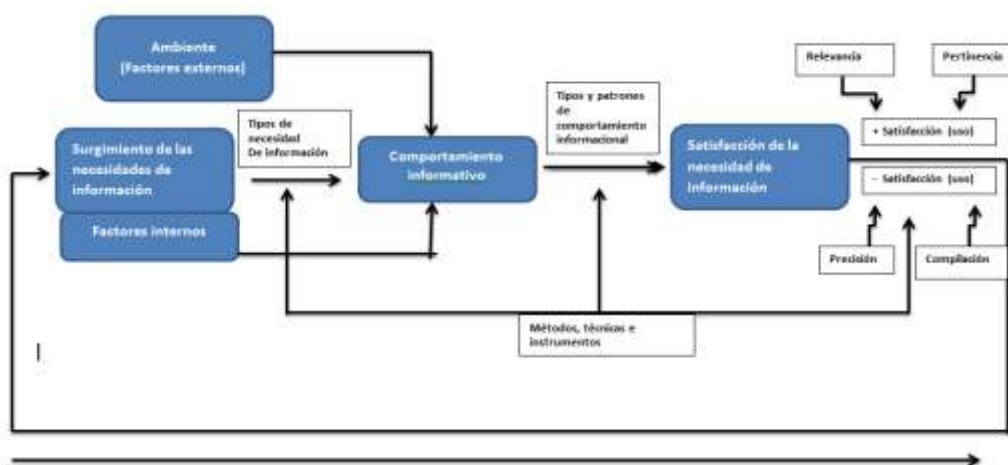 Ambiente
(Factores externos)
Relevancia
Pertinencia
Tipos de
necesidad
De información
Tipos y patrones
de
comportamiento
informacional
+ Satisfacción (uso)
Surgimiento de las
necesidades de
información
Comportamiento
informativo
Satisfacción de la
necesidad de
información
– Satisfacción (uso)
Factores internos
Precisión
Compilación
Métodos, técnicas e
instrumentos